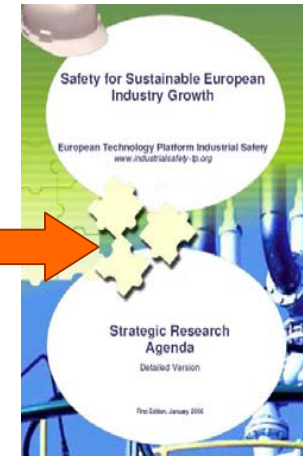 Safety for Sustainable European
Industry Growth
European Technology Platform Industrial Safety
www.industrialsafety-tp.org
Strategic Research
Agenda
Detailed Version
First Edition, January 2006